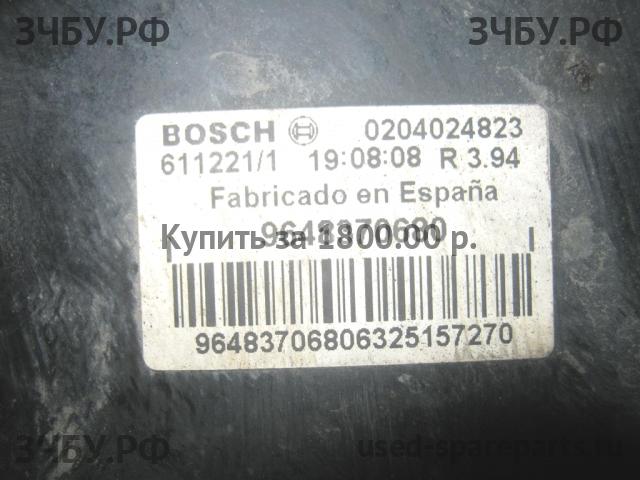 ЗЧБУ.РФ ЗЧБУ.РФ
BOSCH 0204024823
611221/1 19:08:08 R 3.94
Fabricado en España
9648370680
Купить за 1800.00 р.
96483706806325157270
ЗЧБУ.РФ used-spareparts.ru